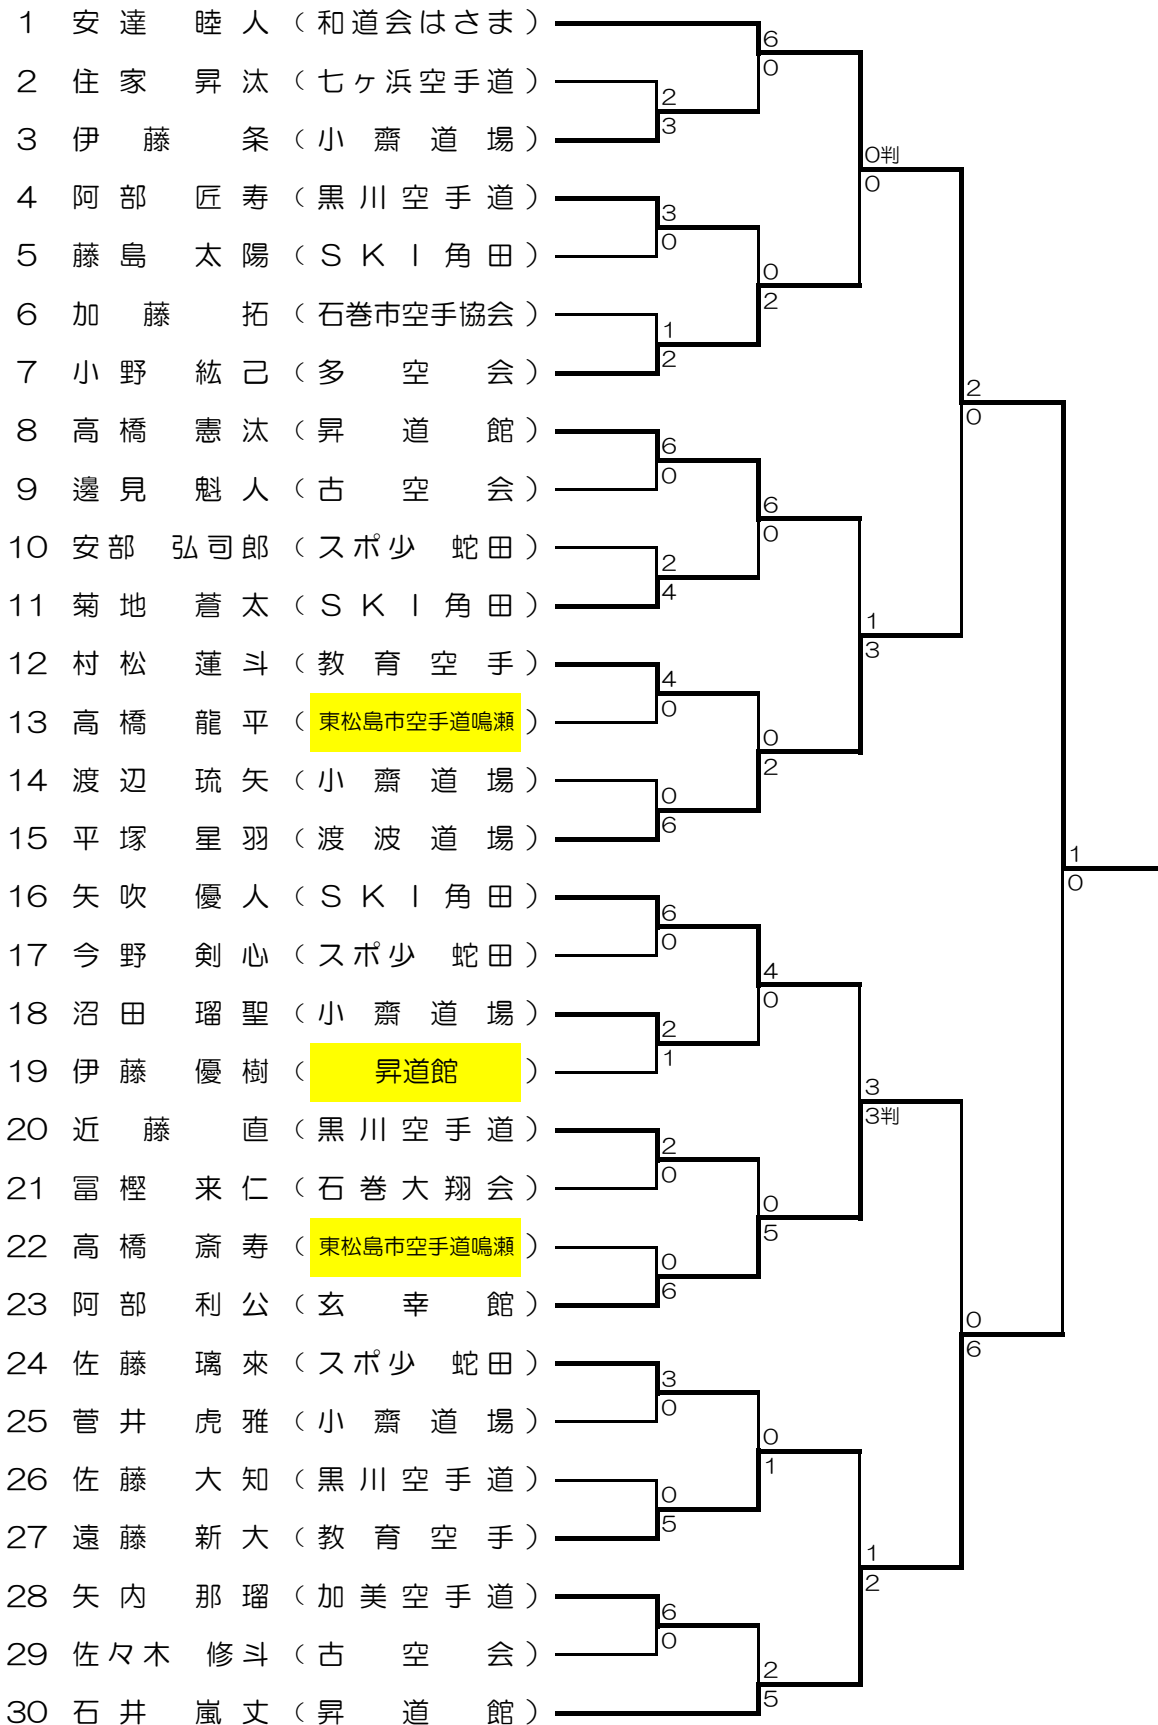 1 安達 睦人 (和道会はさま)
6
0
2 住家 昇汰 (七ヶ浜空手道)
2
3
3 伊藤 条 (小齋道場)
0判
0
4 阿部 匠寿 (黒川空手道)
3
0
5 藤島 太陽 (SKI角田)
0
2
6 加藤 拓 (石巻市空手協会)
1
2
7 小野 紘己 (多空会)
2
0
8 高橋 憲汰 (昇道館)
6
0
9 邊見 魁人 (古空会)
6
0
10 安部 弘司郎 (スポ少 蛇田)
2
4
11 菊地 蒼太 (SKI角田)
1
3
12 村松 蓮斗 (教育空手)
4
0
13 高橋 龍平 (東松島市空手道鳴瀬)
0
2
14 渡辺 琉矢 (小齋道場)
0
6
15 平塚 星羽 (渡波道場)
1
0
16 矢吹 優人 (SKI角田)
6
0
17 今野 剣心 (スポ少 蛇田)
4
0
18 沼田 瑠聖 (小齋道場)
2
1
19 伊藤 優樹 (昇道館)
3
3判
20 近藤 直 (黒川空手道)
2
0
21 冨樫 来仁 (石巻大翔会)
0
5
22 高橋 斎寿 (東松島市空手道鳴瀬)
0
6
23 阿部 利公 (玄幸館)
0
6
24 佐藤 璃來 (スポ少 蛇田)
3
0
25 菅井 虎雅 (小齋道場)
0
1
26 佐藤 大知 (黒川空手道)
0
5
27 遠藤 新大 (教育空手)
1
2
28 矢内 那瑠 (加美空手道)
6
0
29 佐々木 修斗 (古空会)
2
5
30 石井 嵐丈 (昇道館)